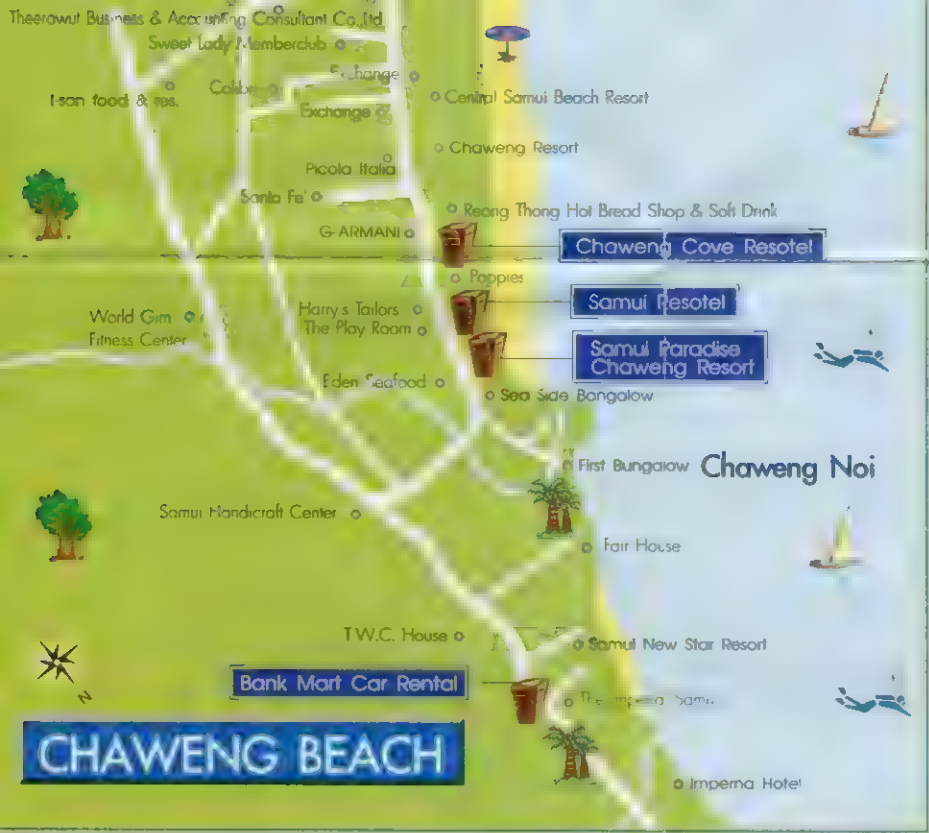 Theerawut Business & Accounting Consultant Co.,Ltd
Sweet Lady Memberclub
Exchange
I-san food & res.
Central Samui Beach Resort
Exchange
Chaweng Resort
Picola Italia
Santa Fe'
Reong Thong Hot Bread Shop & Soft Drink
G-ARMANI
Chaweng Cove Resotel
Poppies
Samui Resotel
World Gim
Fitness Center
Harry's Tailors
The Play Room
Samui Paradise
Chaweng Resort
Eden Seafood
Sea Side Bangalow
First Bungalow
Chaweng Noi
Samui Handicraft Center
Fair House
T.W.C. House
Samui New Star Resort
Bank Mart Car Rental
The Imperial Samui
N
CHAWENG BEACH
Imperna Hotel